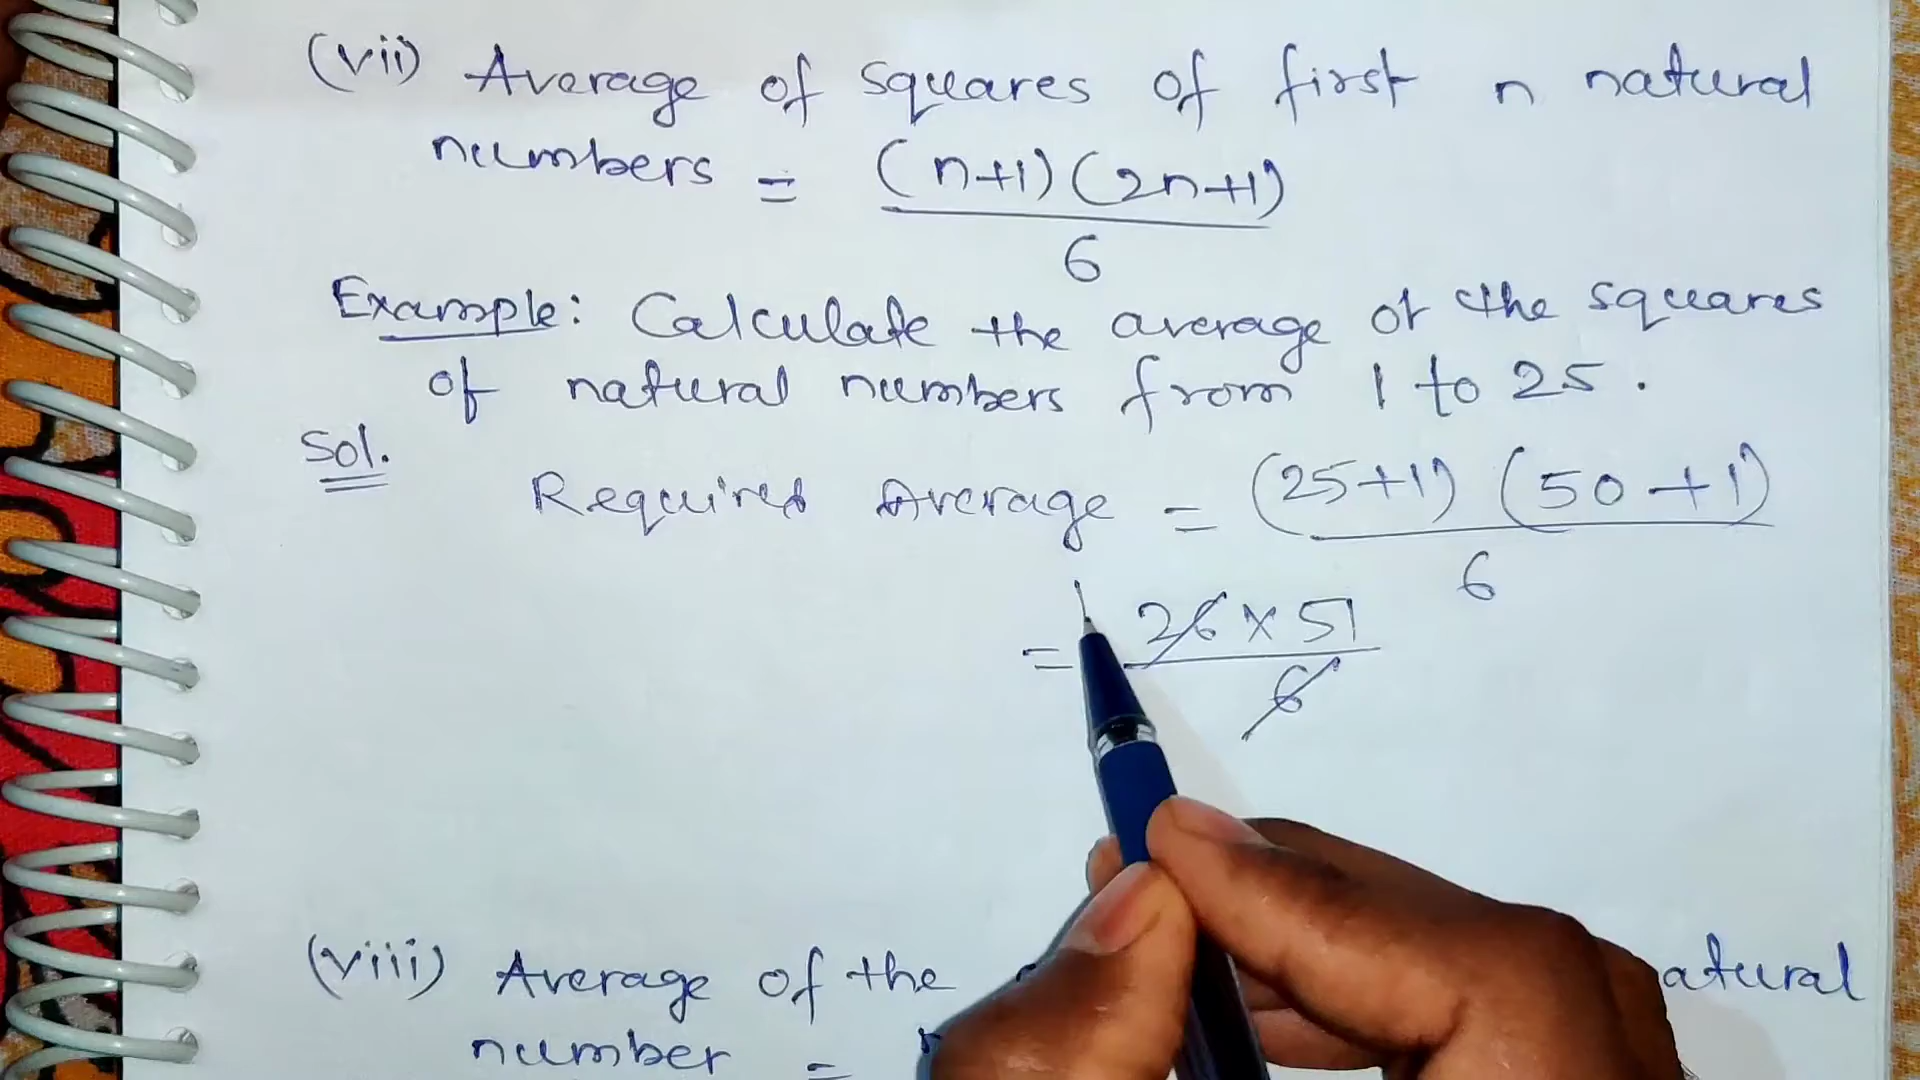 (vii) Average of squares of first n natural
numbers = (n+1)(2n+1)
6
Example: Calculate the average of the squares
of natural numbers from 1 to 25.
Sol.
Required Average = (25+1) (50+1)
6
= 26 x 51
6
(viii) Average of the atural
number =